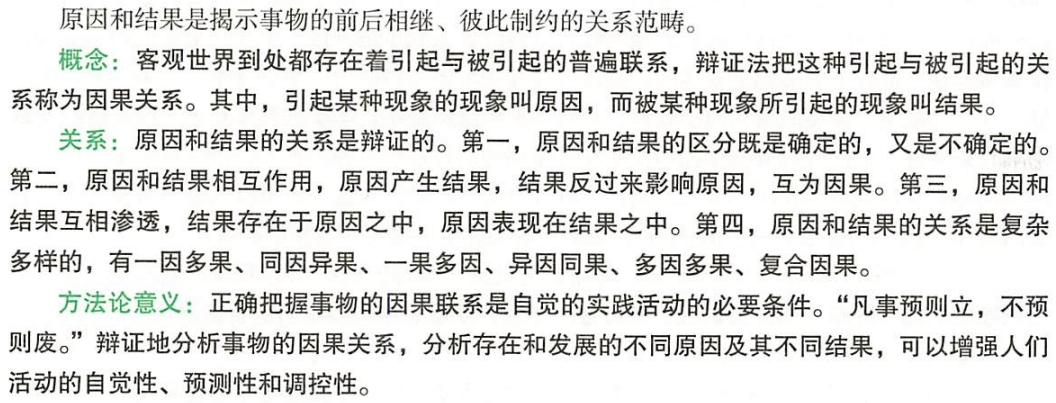 原因和结果是揭示事物的前后相继、彼此制约的关系范畴。
概念：客观世界到处都存在着引起与被引起的普遍联系，辩证法把这种引起与被引起的关
系称为因果关系。其中，引起某种现象的现象叫原因，而被某种现象所引起的现象叫结果。
关系：原因和结果的关系是辩证的。第一，原因和结果的区分既是确定的，又是不确定的。
第二，原因和结果相互作用，原因产生结果，结果反过来影响原因，互为因果。第三，原因和
结果互相渗透，结果存在于原因之中，原因表现在结果之中。第四，原因和结果的关系是复杂
多样的，有一因多果、同因异果、一果多因、异因同果、多因多果、复合因果。
方法论意义：正确把握事物的因果联系是自觉的实践活动的必要条件。“凡事预则立，不预
则废。”辩证地分析事物的因果关系，分析存在和发展的不同原因及其不同结果，可以增强人们
活动的自觉性、预测性和调控性。